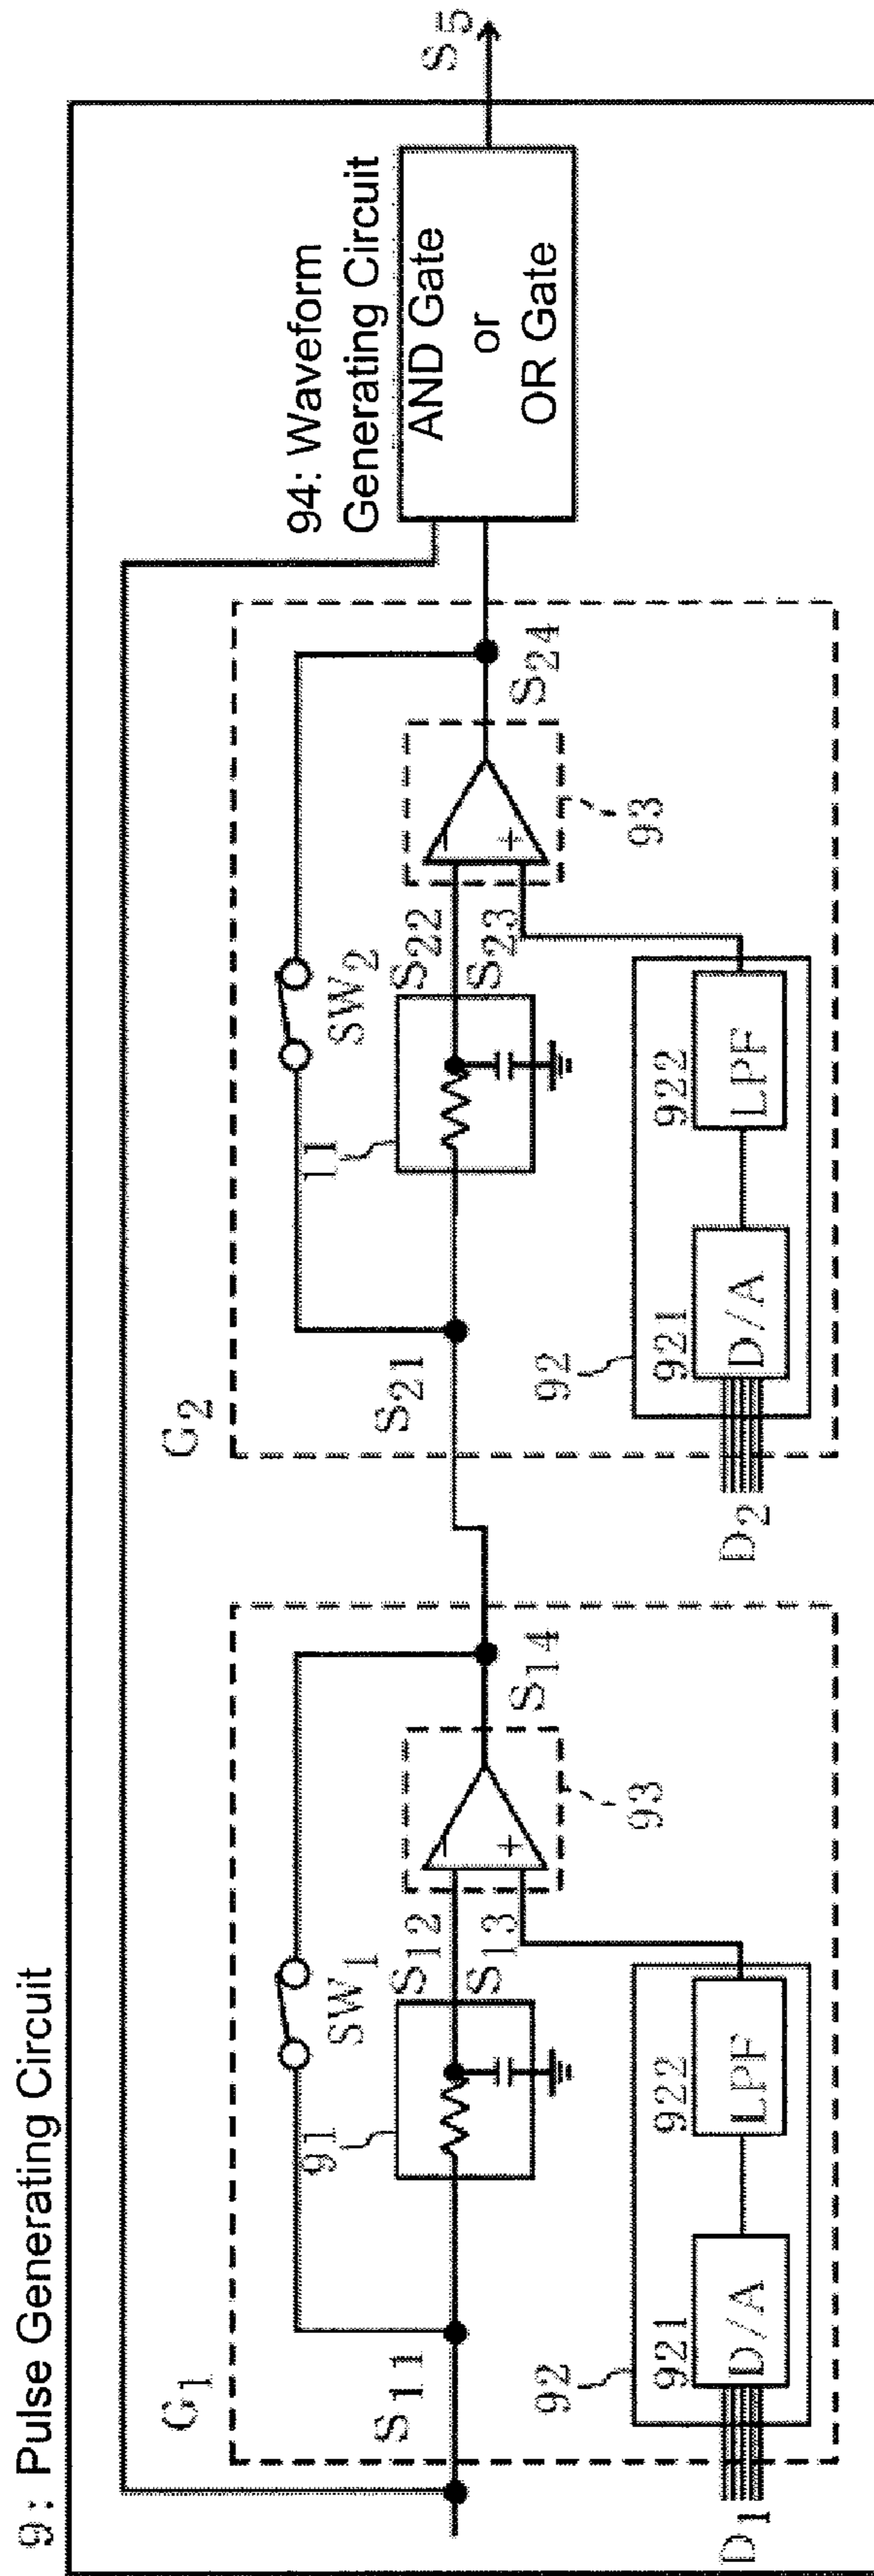 9: Pulse Generating Circuit
G1
SW1
S11
91
S12
S13
S14
93
92
921
D/A
922
LPF
D1
G2
SW2
S21
11
S22
S23
S24
93
92
921
D/A
922
LPF
D2
94: Waveform
Generating Circuit
AND Gate
or
OR Gate
S5